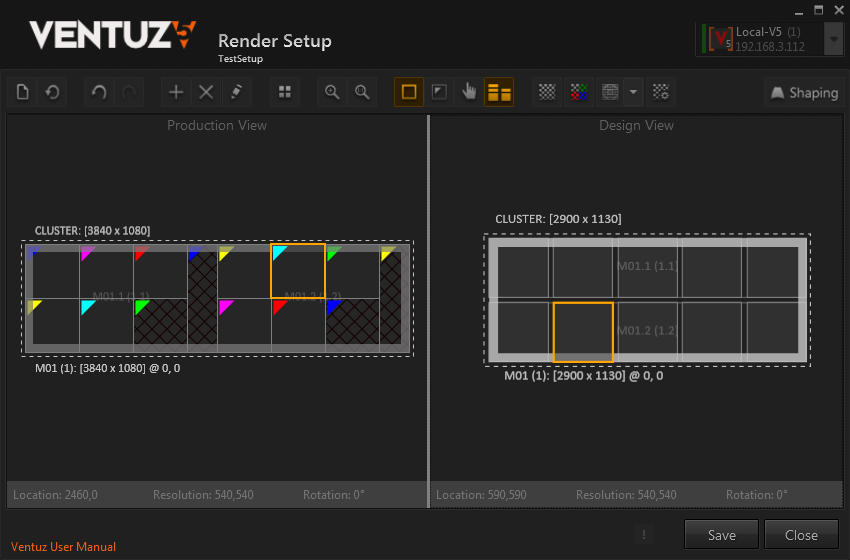 VENTUZ
Render Setup
TestSetup
Local-V5 (1)
192.168.3.112
5
Shaping
Production View
Design View
CLUSTER: [3840 x 1080]
M01.1 (1.1)
M01.2 (1.2)
M01 (1): [3840 x 1080] @ 0, 0
CLUSTER: [2900 x 1130]
M01.1 (1.1)
M01.2 (1.2)
M01 (1): [2900 x 1130] @ 0, 0
Location: 2460,0
Resolution: 540,540
Rotation: 0°
Location: 590,590
Resolution: 540,540
Rotation: 0°
!
Save
Close
Ventuz User Manual